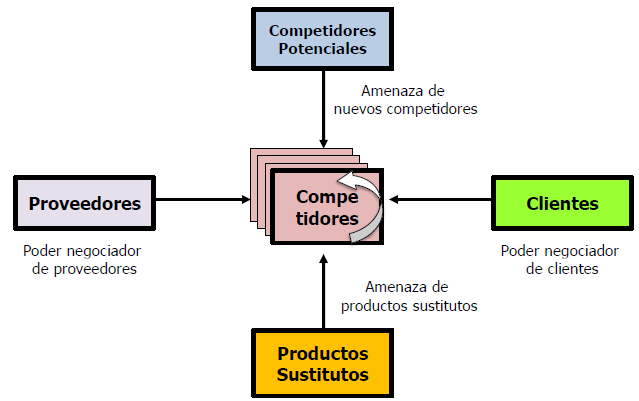 Competidores
Potenciales
Amenaza de
nuevos competidores
Proveedores
Compe
tidores
Clientes
Poder negociador
de proveedores
Poder negociador
de clientes
Amenaza de
productos sustitutos
Productos
Sustitutos